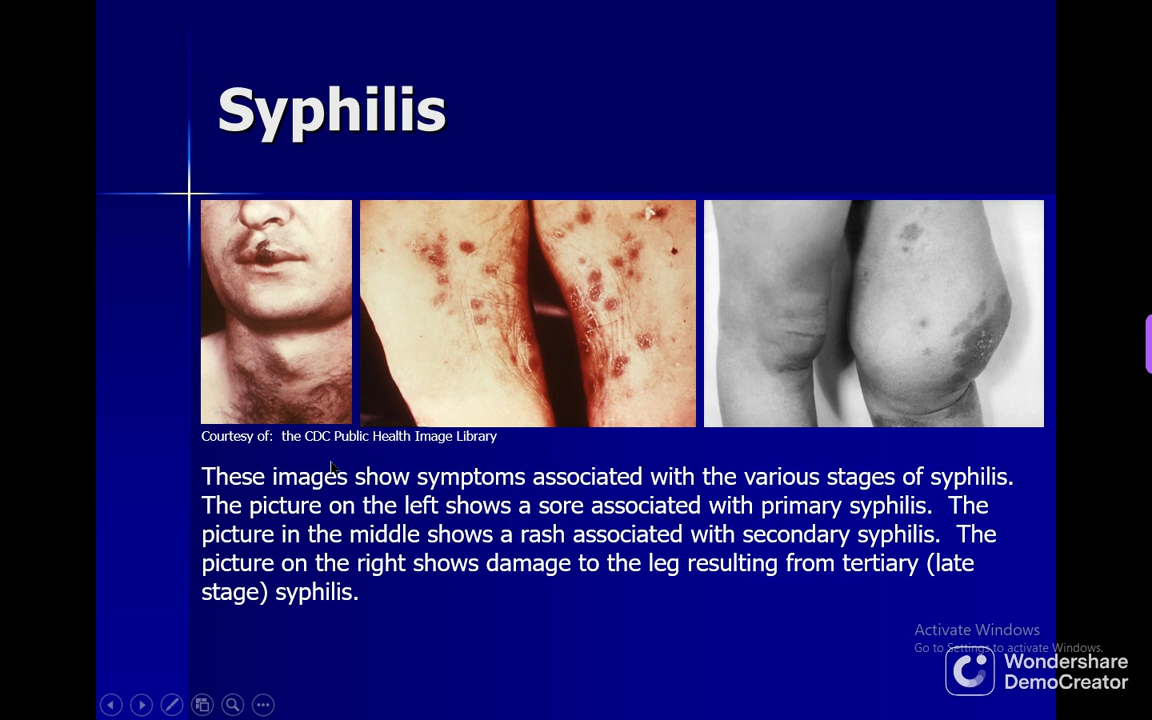 Syphilis
Courtesy of:  the CDC Public Health Image Library
These images show symptoms associated with the various stages of syphilis.
The picture on the left shows a sore associated with primary syphilis.  The
picture in the middle shows a rash associated with secondary syphilis.  The
picture on the right shows damage to the leg resulting from tertiary (late
stage) syphilis.
Activate Windows
Go to Settings to activate Windows.
Wondershare
DemoCreator